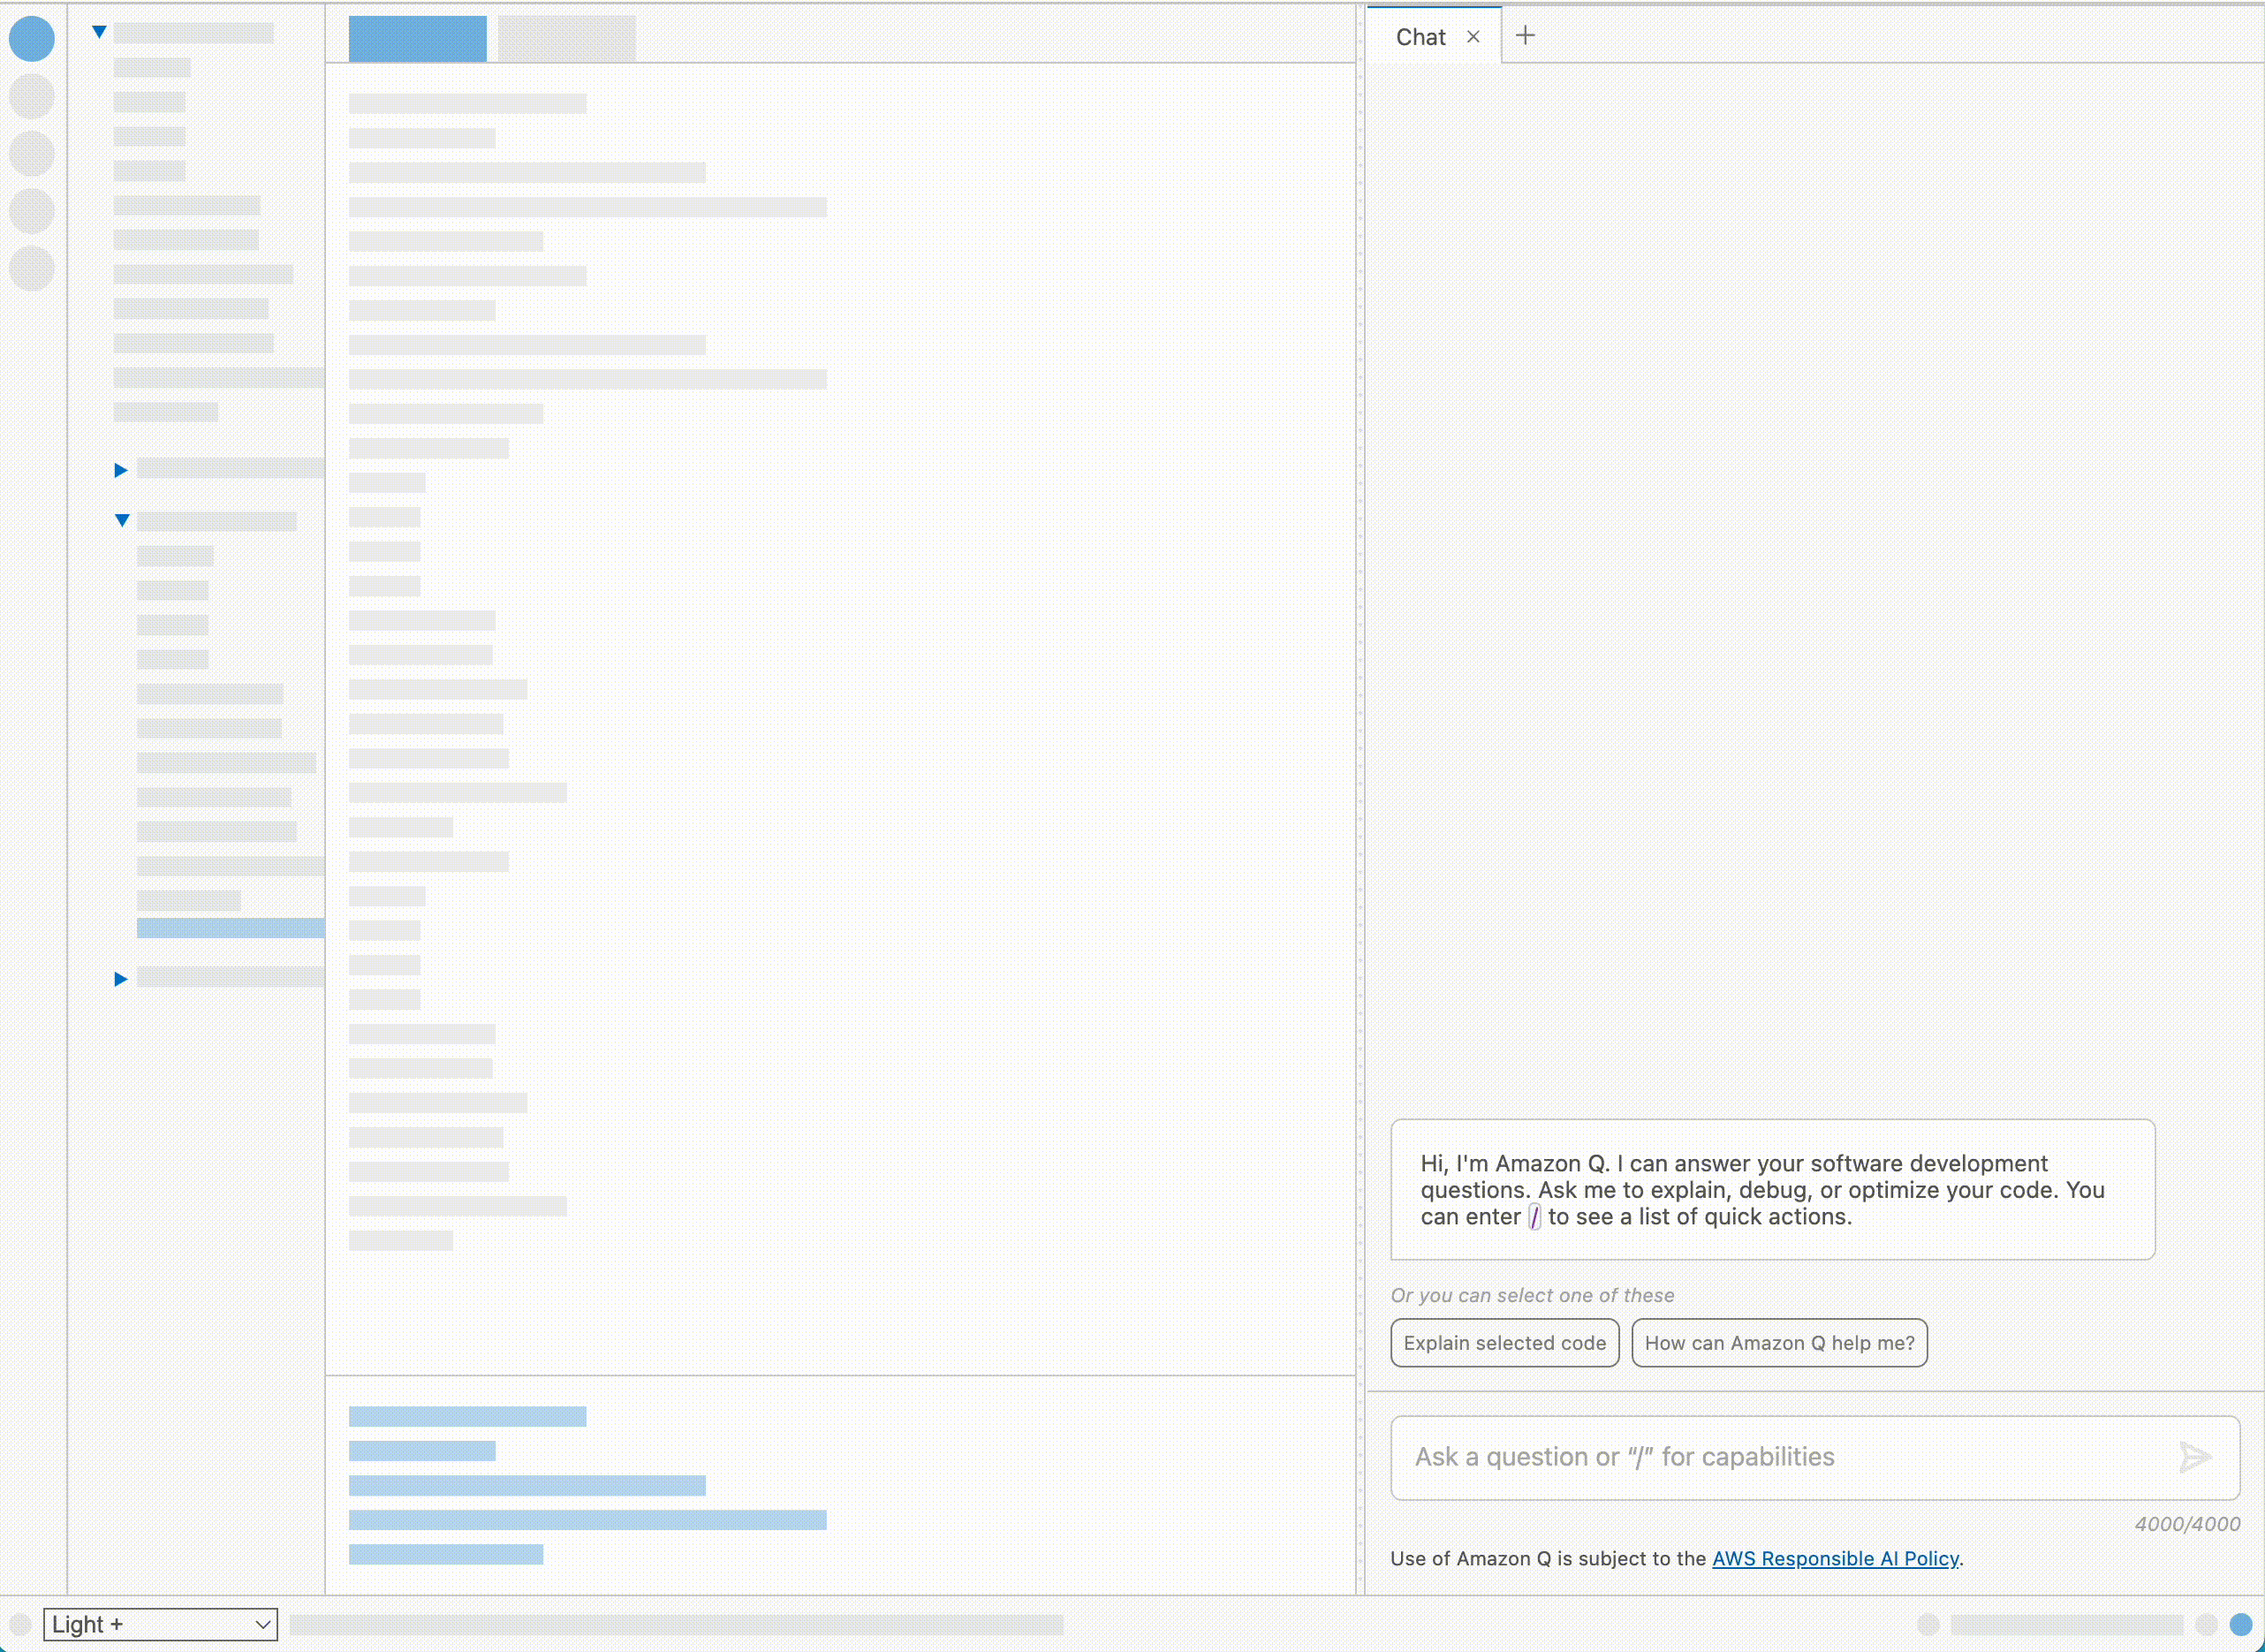 Chat × +
Hi, I'm Amazon Q. I can answer your software development
questions. Ask me to explain, debug, or optimize your code. You
can enter / to see a list of quick actions.
Or you can select one of these
Explain selected code How can Amazon Q help me?
Ask a question or “/” for capabilities
4000/4000
Use of Amazon Q is subject to the AWS Responsible AI Policy.
Light +